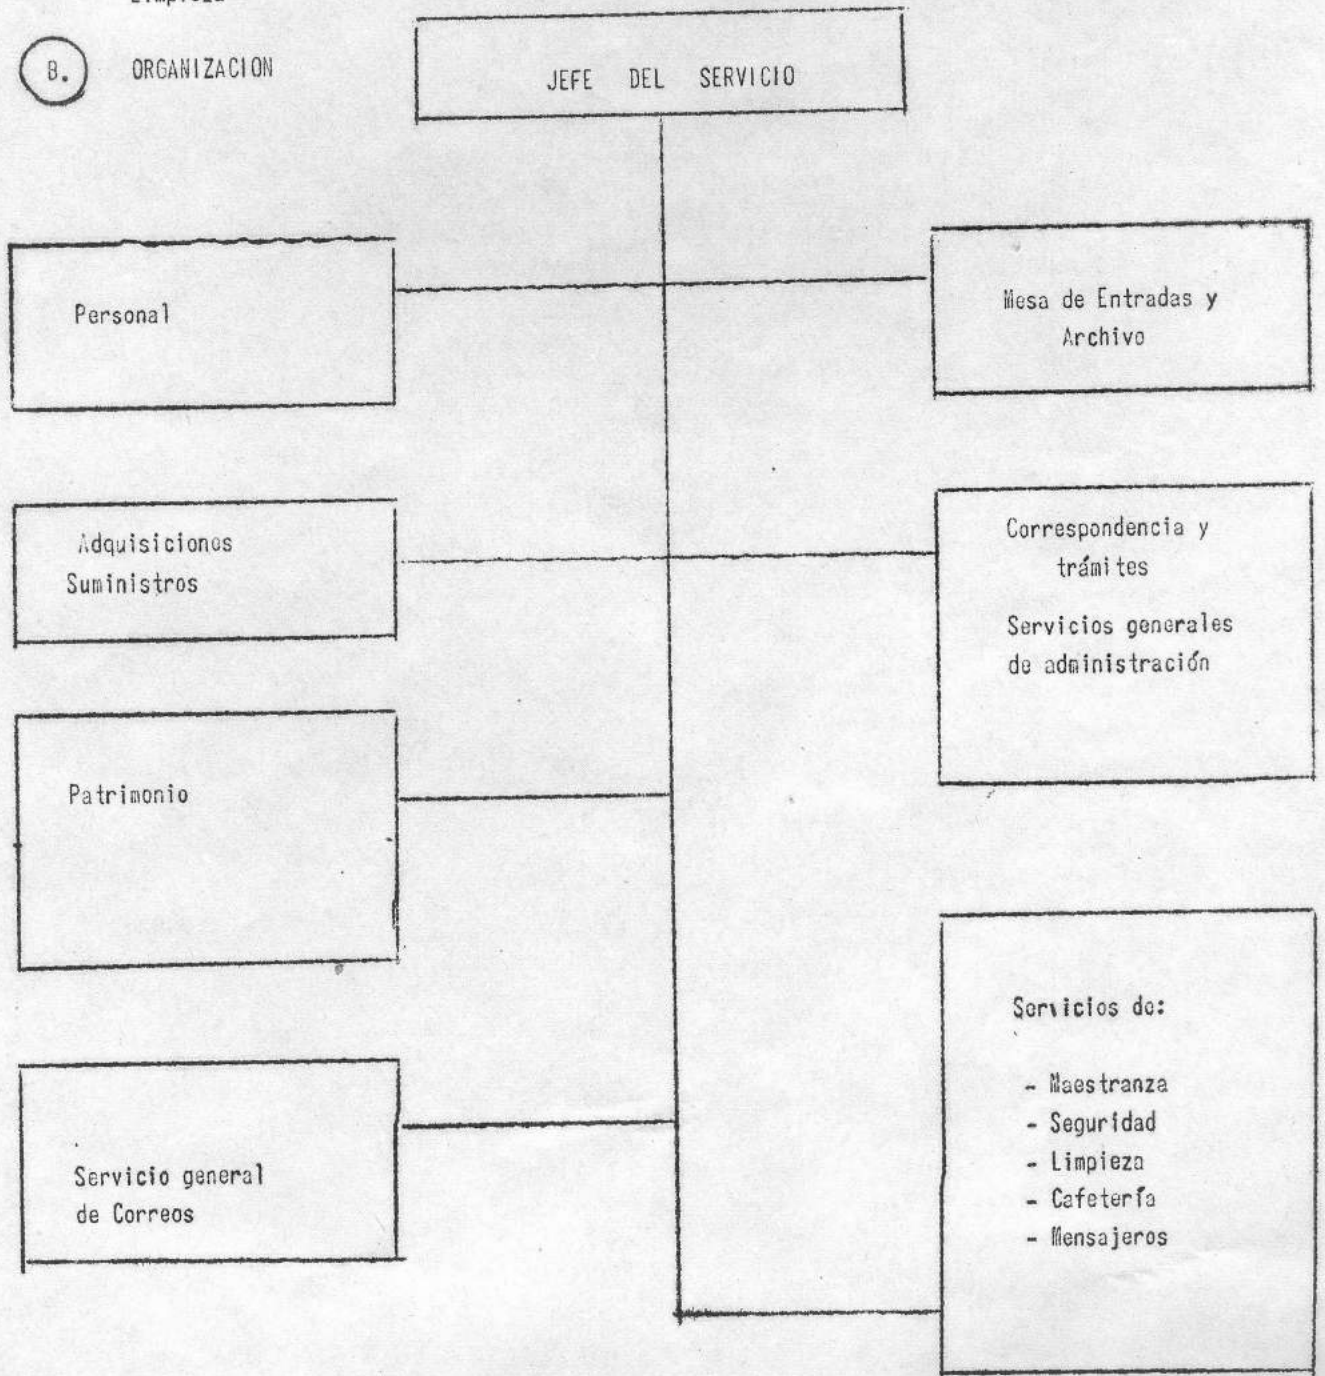 Limpieza
B. ORGANIZACION
JEFE DEL SERVICIO
Personal
Mesa de Entradas y
Archivo
Adquisiciones
Suministros
Correspondencia y
trámites
Servicios generales
de administración
Patrimonio
Servicios de:
- Maestranza
- Seguridad
- Limpieza
- Cafetería
- Mensajeros
Servicio general
de Correos